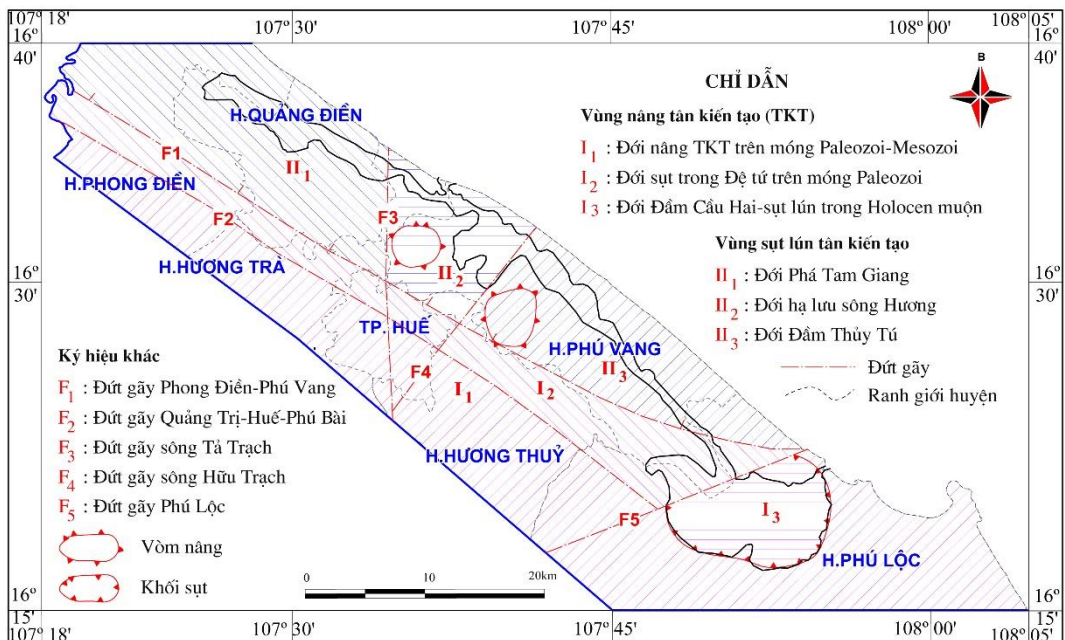 107° 18' 107° 30' 107° 45' 108° 00' 108° 05'
16° 40' 16° 40'
B
CHỈ DẪN
Vùng nâng tân kiến tạo (TKT)
I1 : Đới nâng TKT trên móng Paleozoi-Mesozoi
I2 : Đới sụt trong Đệ tứ trên móng Paleozoi
I3 : Đới Đầm Cầu Hai-sụt lún trong Holocen muộn
Vùng sụt lún tân kiến tạo
II1 : Đới Phá Tam Giang
II2 : Đới hạ lưu sông Hương
II3 : Đới Đầm Thủy Tú
Đứt gãy
Ranh giới huyện
H.QUẢNG ĐIỀN
F1
II1
H.PHONG ĐIỀN
F2
F3
H.HƯƠNG TRÀ
II2
16° 30' 16° 30'
TP. HUẾ
H.PHÚ VANG
F4
I1
I2
II3
H.HƯƠNG THUỶ
F5
I3
H.PHÚ LỘC
Ký hiệu khác
F1 : Đứt gãy Phong Điền-Phú Vang
F2 : Đứt gãy Quảng Trị-Huế-Phú Bài
F3 : Đứt gãy sông Tả Trạch
F4 : Đứt gãy sông Hữu Trạch
F5 : Đứt gãy Phú Lộc
Vòm nâng
Khối sụt
0 10 20km
16° 15' 16° 15'
107° 18' 107° 30' 107° 45' 108° 00' 108° 05'